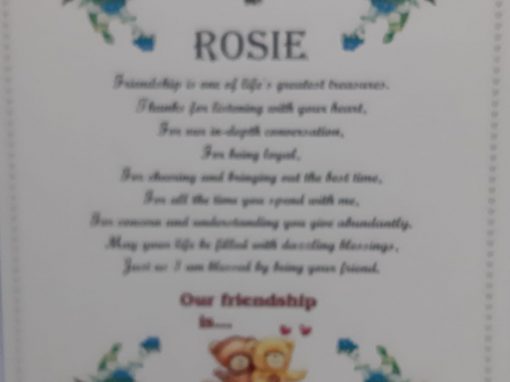 ROSIE
Friendship is one of life's greatest treasures.
Thanks for listening with your heart,
For our in-depth conversation,
For being loyal,
For cheering and bringing out the best time,
For all the time you spend with me,
For concern and understanding you give abundantly.
May your life be filled with dazzling blessings,
Just as I am blessed by being your friend.
Our friendship
is....